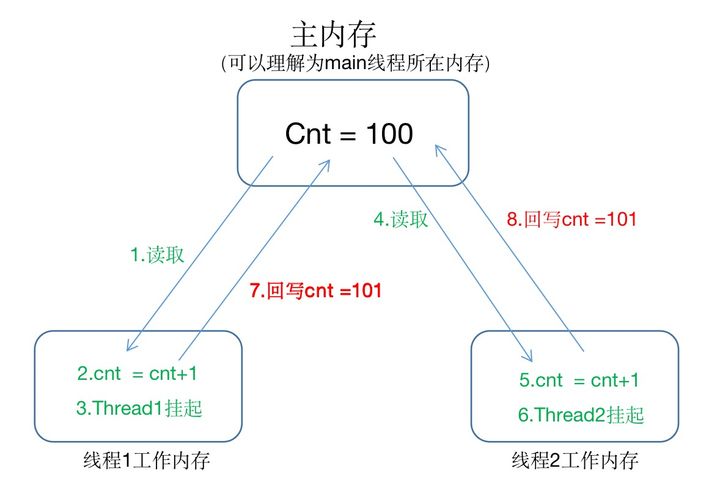 主内存
(可以理解为main线程所在内存)
Cnt = 100
1.读取
4.读取
8.回写cnt =101
7.回写cnt =101
2.cnt = cnt+1
3.Thread1挂起
5.cnt = cnt+1
6.Thread2挂起
线程1工作内存
线程2工作内存